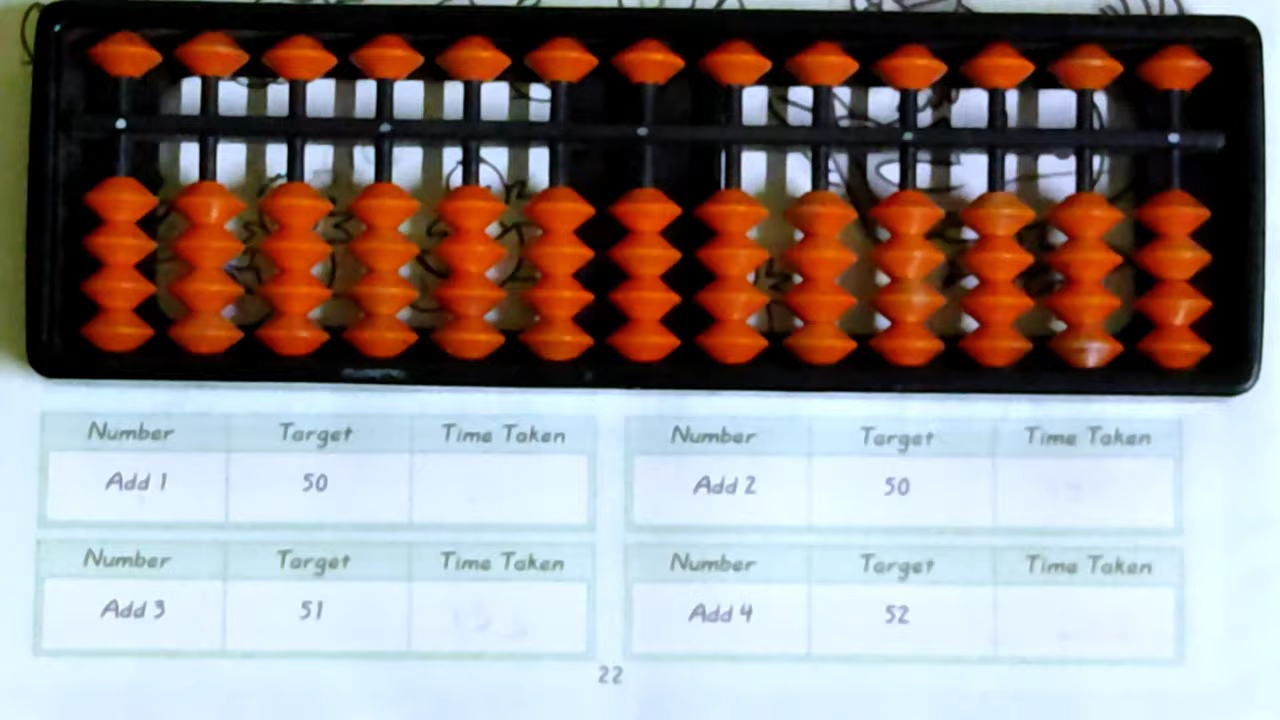 Number Target Time Taken
Add 1 50
Number Target Time Taken
Add 2 50
Number Target Time Taken
Add 3 51
Number Target Time Taken
Add 4 52
22